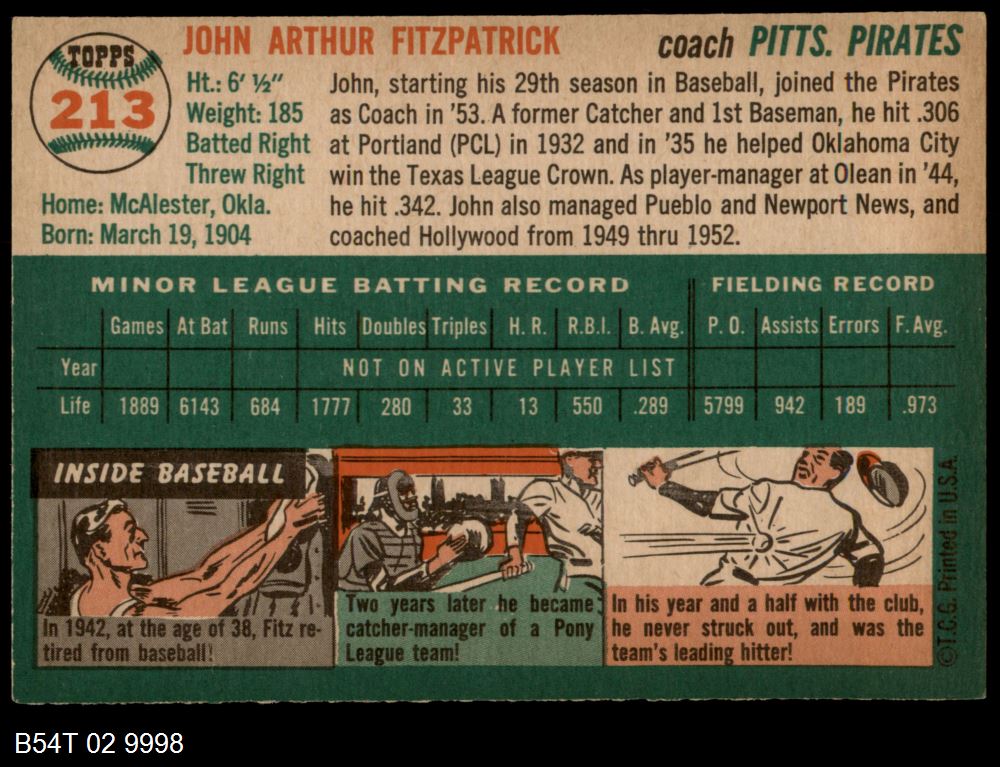 TOPPS
213
JOHN ARTHUR FITZPATRICK
coach PITTS. PIRATES
Ht.: 6' ½"
Weight: 185
Batted Right
Threw Right
Home: McAlester, Okla.
Born: March 19, 1904
John, starting his 29th season in Baseball, joined the Pirates
as Coach in '53. A former Catcher and 1st Baseman, he hit .306
at Portland (PCL) in 1932 and in '35 he helped Oklahoma City
win the Texas League Crown. As player-manager at Olean in '44,
he hit .342. John also managed Pueblo and Newport News, and
coached Hollywood from 1949 thru 1952.
MINOR LEAGUE BATTING RECORD FIELDING RECORD
Games At Bat Runs Hits Doubles Triples H. R. R.B.I. B. Avg. P. O. Assists Errors F. Avg.
Year NOT ON ACTIVE PLAYER LIST
Life 1889 6143 684 1777 280 33 13 550 .289 5799 942 189 .973
INSIDE BASEBALL
In 1942, at the age of 38, Fitz re-
tired from baseball!
Two years later he became
catcher-manager of a Pony
League team!
In his year and a half with the club,
he never struck out, and was the
team's leading hitter!
©T.C.G. Printed in U.S.A.
B54T 02 9998